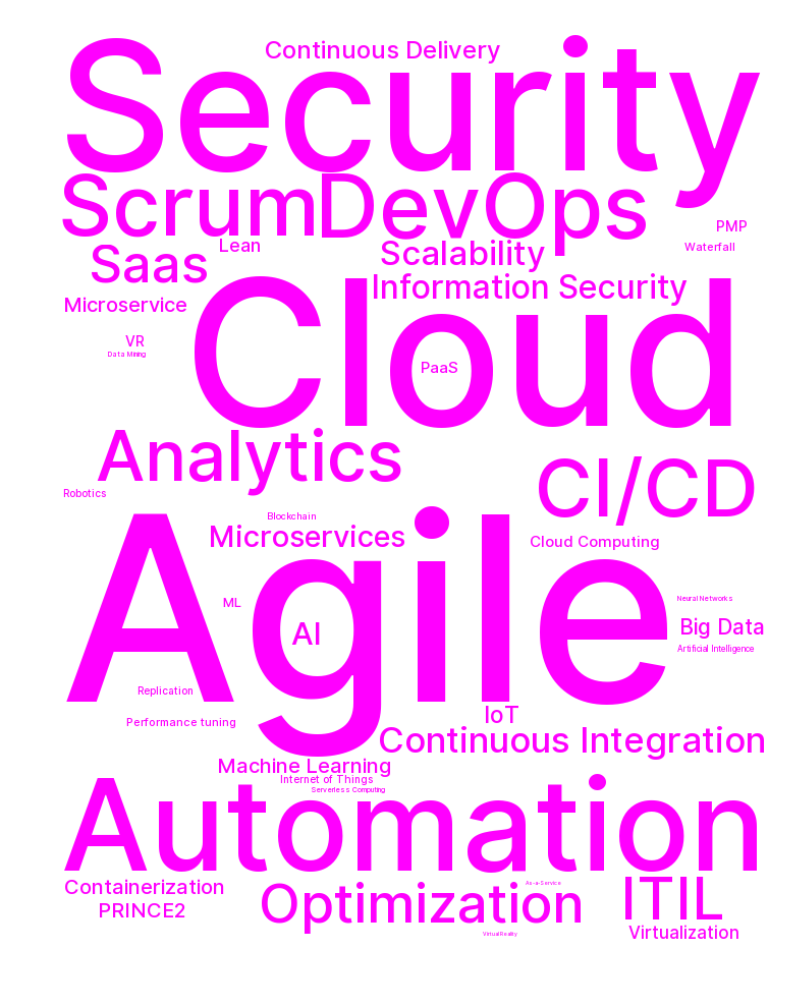 Continuous Delivery
Security
Scrum
DevOps
PMP
Lean
Scalability
Waterfall
Saas
Information Security
Microservice
Cloud
VR
Data Mining
PaaS
Analytics
CI/CD
Robotics
Blockchain
Microservices
Cloud Computing
Agile
ML
Neural Networks
AI
Big Data
Artificial Intelligence
Replication
IoT
Performance tuning
Continuous Integration
Machine Learning
Internet of Things
Serverless Computing
Automation
Containerization
As-a-Service
Optimization
ITIL
PRINCE2
Virtual Reality
Virtualization